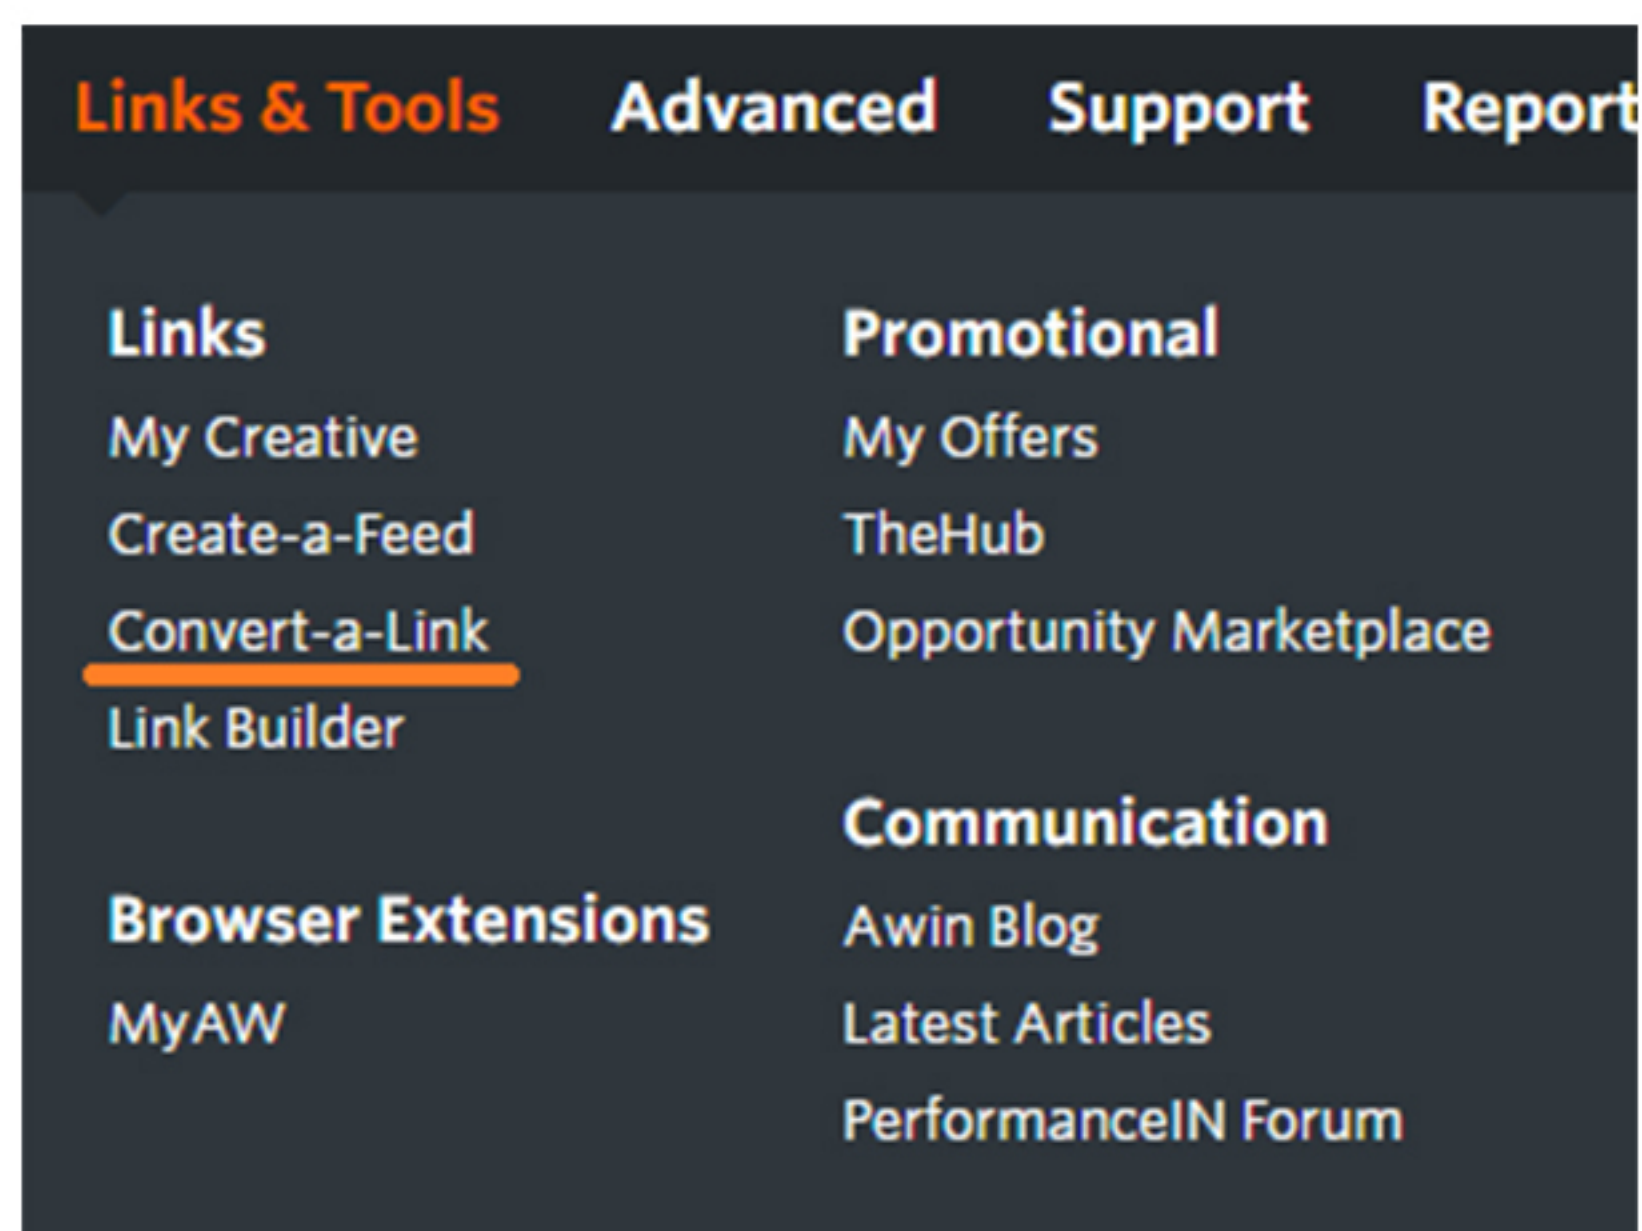 Links & Tools Advanced Support Report
Links
My Creative
Create-a-Feed
Convert-a-Link
Link Builder
Browser Extensions
MyAW
Promotional
My Offers
TheHub
Opportunity Marketplace
Communication
Awin Blog
Latest Articles
PerformanceIN Forum